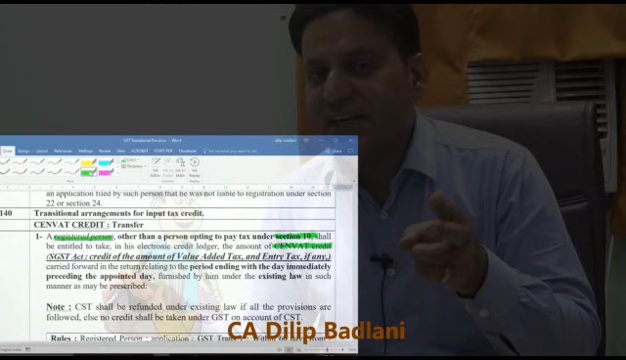 GST Transitional Pro.docx - Word
an application filed by such person that he was not liable to registration under section
22 or section 24.
140 Transitional arrangements for input tax credit.
CENVAT CREDIT : Transfer
1- A registered person, other than a person opting to pay tax under section 10, shall
be entitled to take, in his electronic credit ledger, the amount of CENVAT credit
(SGST Act : credit of the amount of Value Added Tax, and Entry Tax, if any,)
carried forward in the return relating to the period ending with the day immediately
preceding the appointed day, furnished by him under the existing law in such
manner as may be prescribed:
Note : CST shall be refunded under existing law if all the provisions are
followed, else no credit shall be taken under GST on account of CST.
Rules : Registered Person : application : GST
CA Dilip Badlani